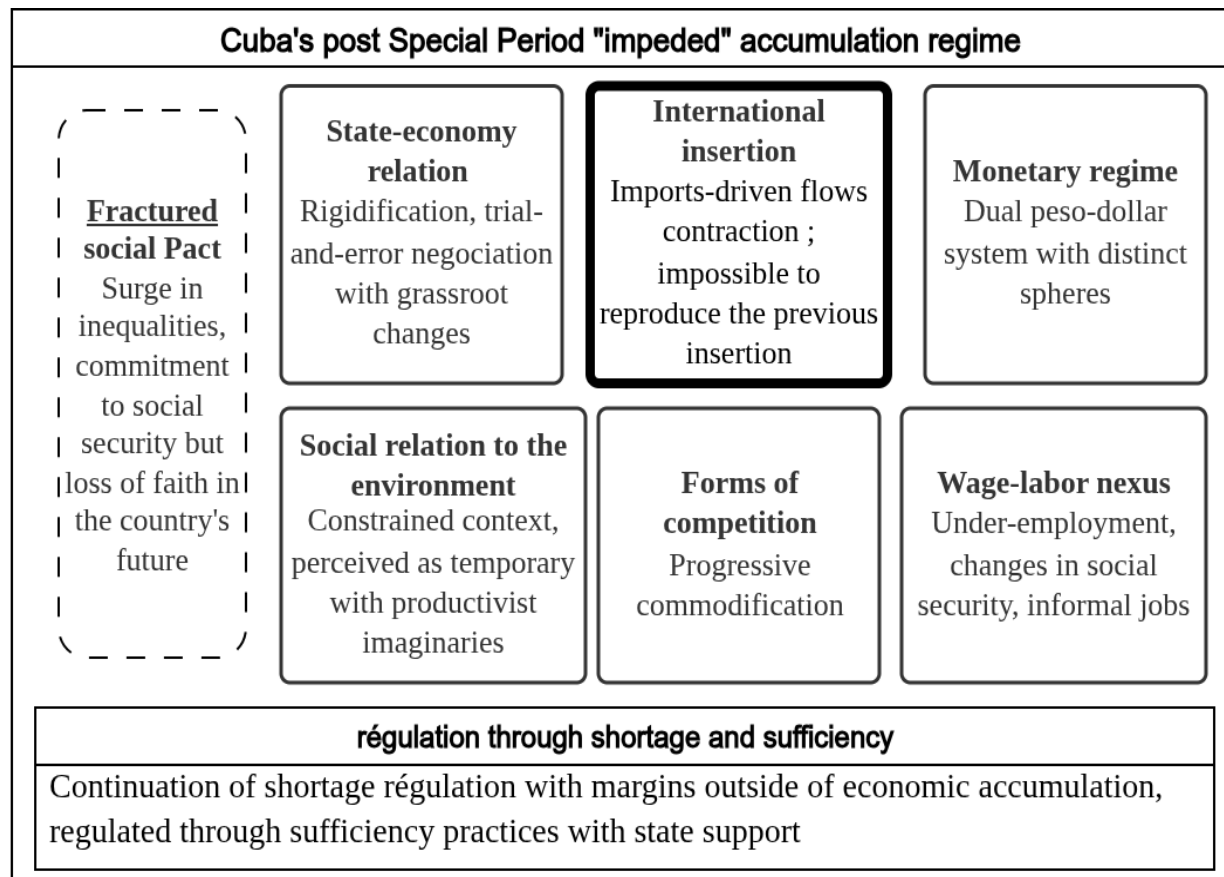 Cuba's post Special Period "impeded" accumulation regime
Fractured
social Pact
Surge in
inequalities,
commitment
to social
security but
loss of faith in
the country's
future
State-economy
relation
Rigidification, trial-
and-error negociation
with grassroot
changes
International
insertion
Imports-driven flows
contraction ;
impossible to
reproduce the previous
insertion
Monetary regime
Dual peso-dollar
system with distinct
spheres
Social relation to the
environment
Constrained context,
perceived as temporary
with productivist
imaginaries
Forms of
competition
Progressive
commodification
Wage-labor nexus
Under-employment,
changes in social
security, informal jobs
régulation through shortage and sufficiency
Continuation of shortage régulation with margins outside of economic accumulation,
regulated through sufficiency practices with state support